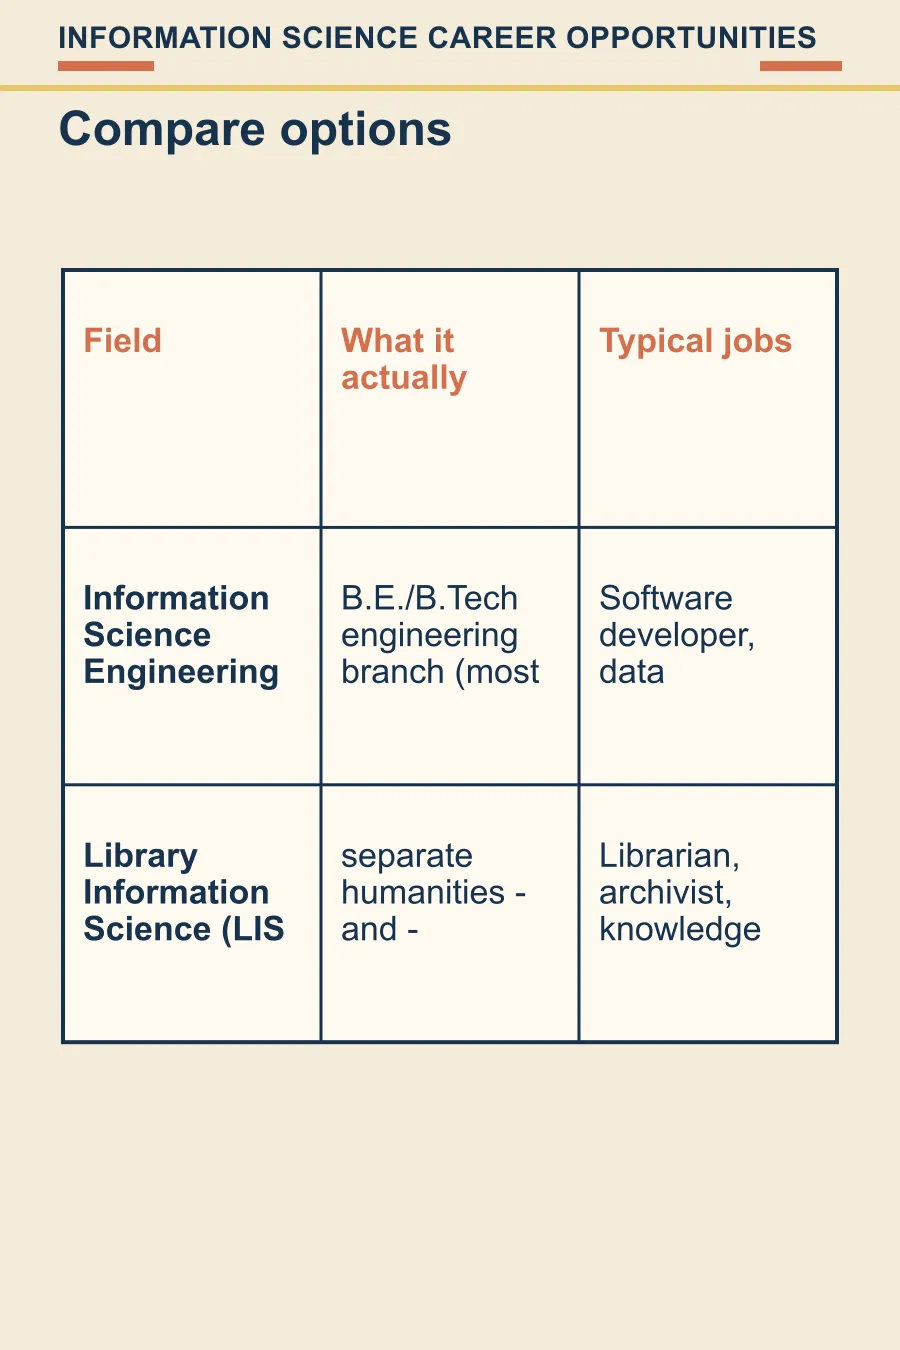 INFORMATION SCIENCE CAREER OPPORTUNITIES
Compare options
Field
What it
actually
Typical jobs
Information
Science
Engineering
B.E./B.Tech
engineering
branch (most
Software
developer,
data
Library
Information
Science (LIS
separate
humanities -
and -
Librarian,
archivist,
knowledge